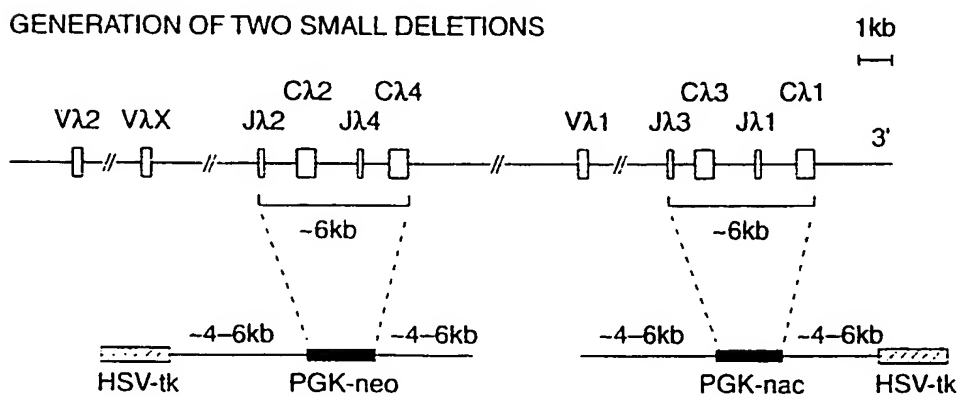 GENERATION OF TWO SMALL DELETIONS
1kb
Cλ2 Cλ4 Cλ3 Cλ1
Vλ2 VλX Jλ2 Jλ4 Vλ1 Jλ3 Jλ1 3'
~6kb ~6kb
~4–6kb ~4–6kb ~4–6kb ~4–6kb
HSV-tk PGK-neo PGK-nac HSV-tk